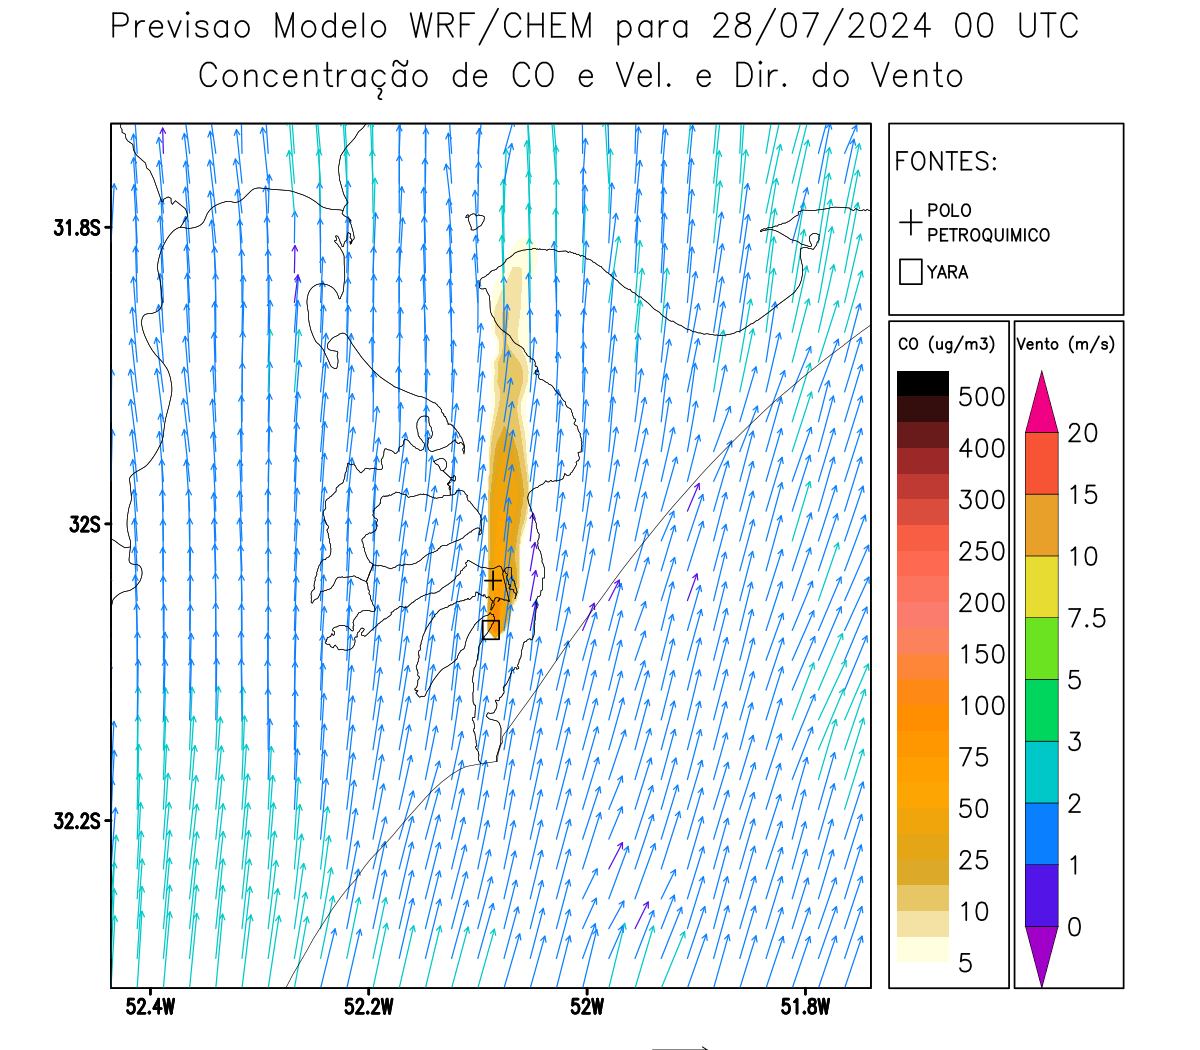 Previsao Modelo WRF/CHEM para 28/07/2024 00 UTC
Concentração de CO e Vel. e Dir. do Vento
FONTES:
POLO
PETROQUIMICO
YARA
31.8S
32S
32.2S
52.4W
52.2W
52W
51.8W
CO (ug/m3)
500
400
300
250
200
150
100
75
50
25
10
5
Vento (m/s)
20
15
10
7.5
5
3
2
1
0